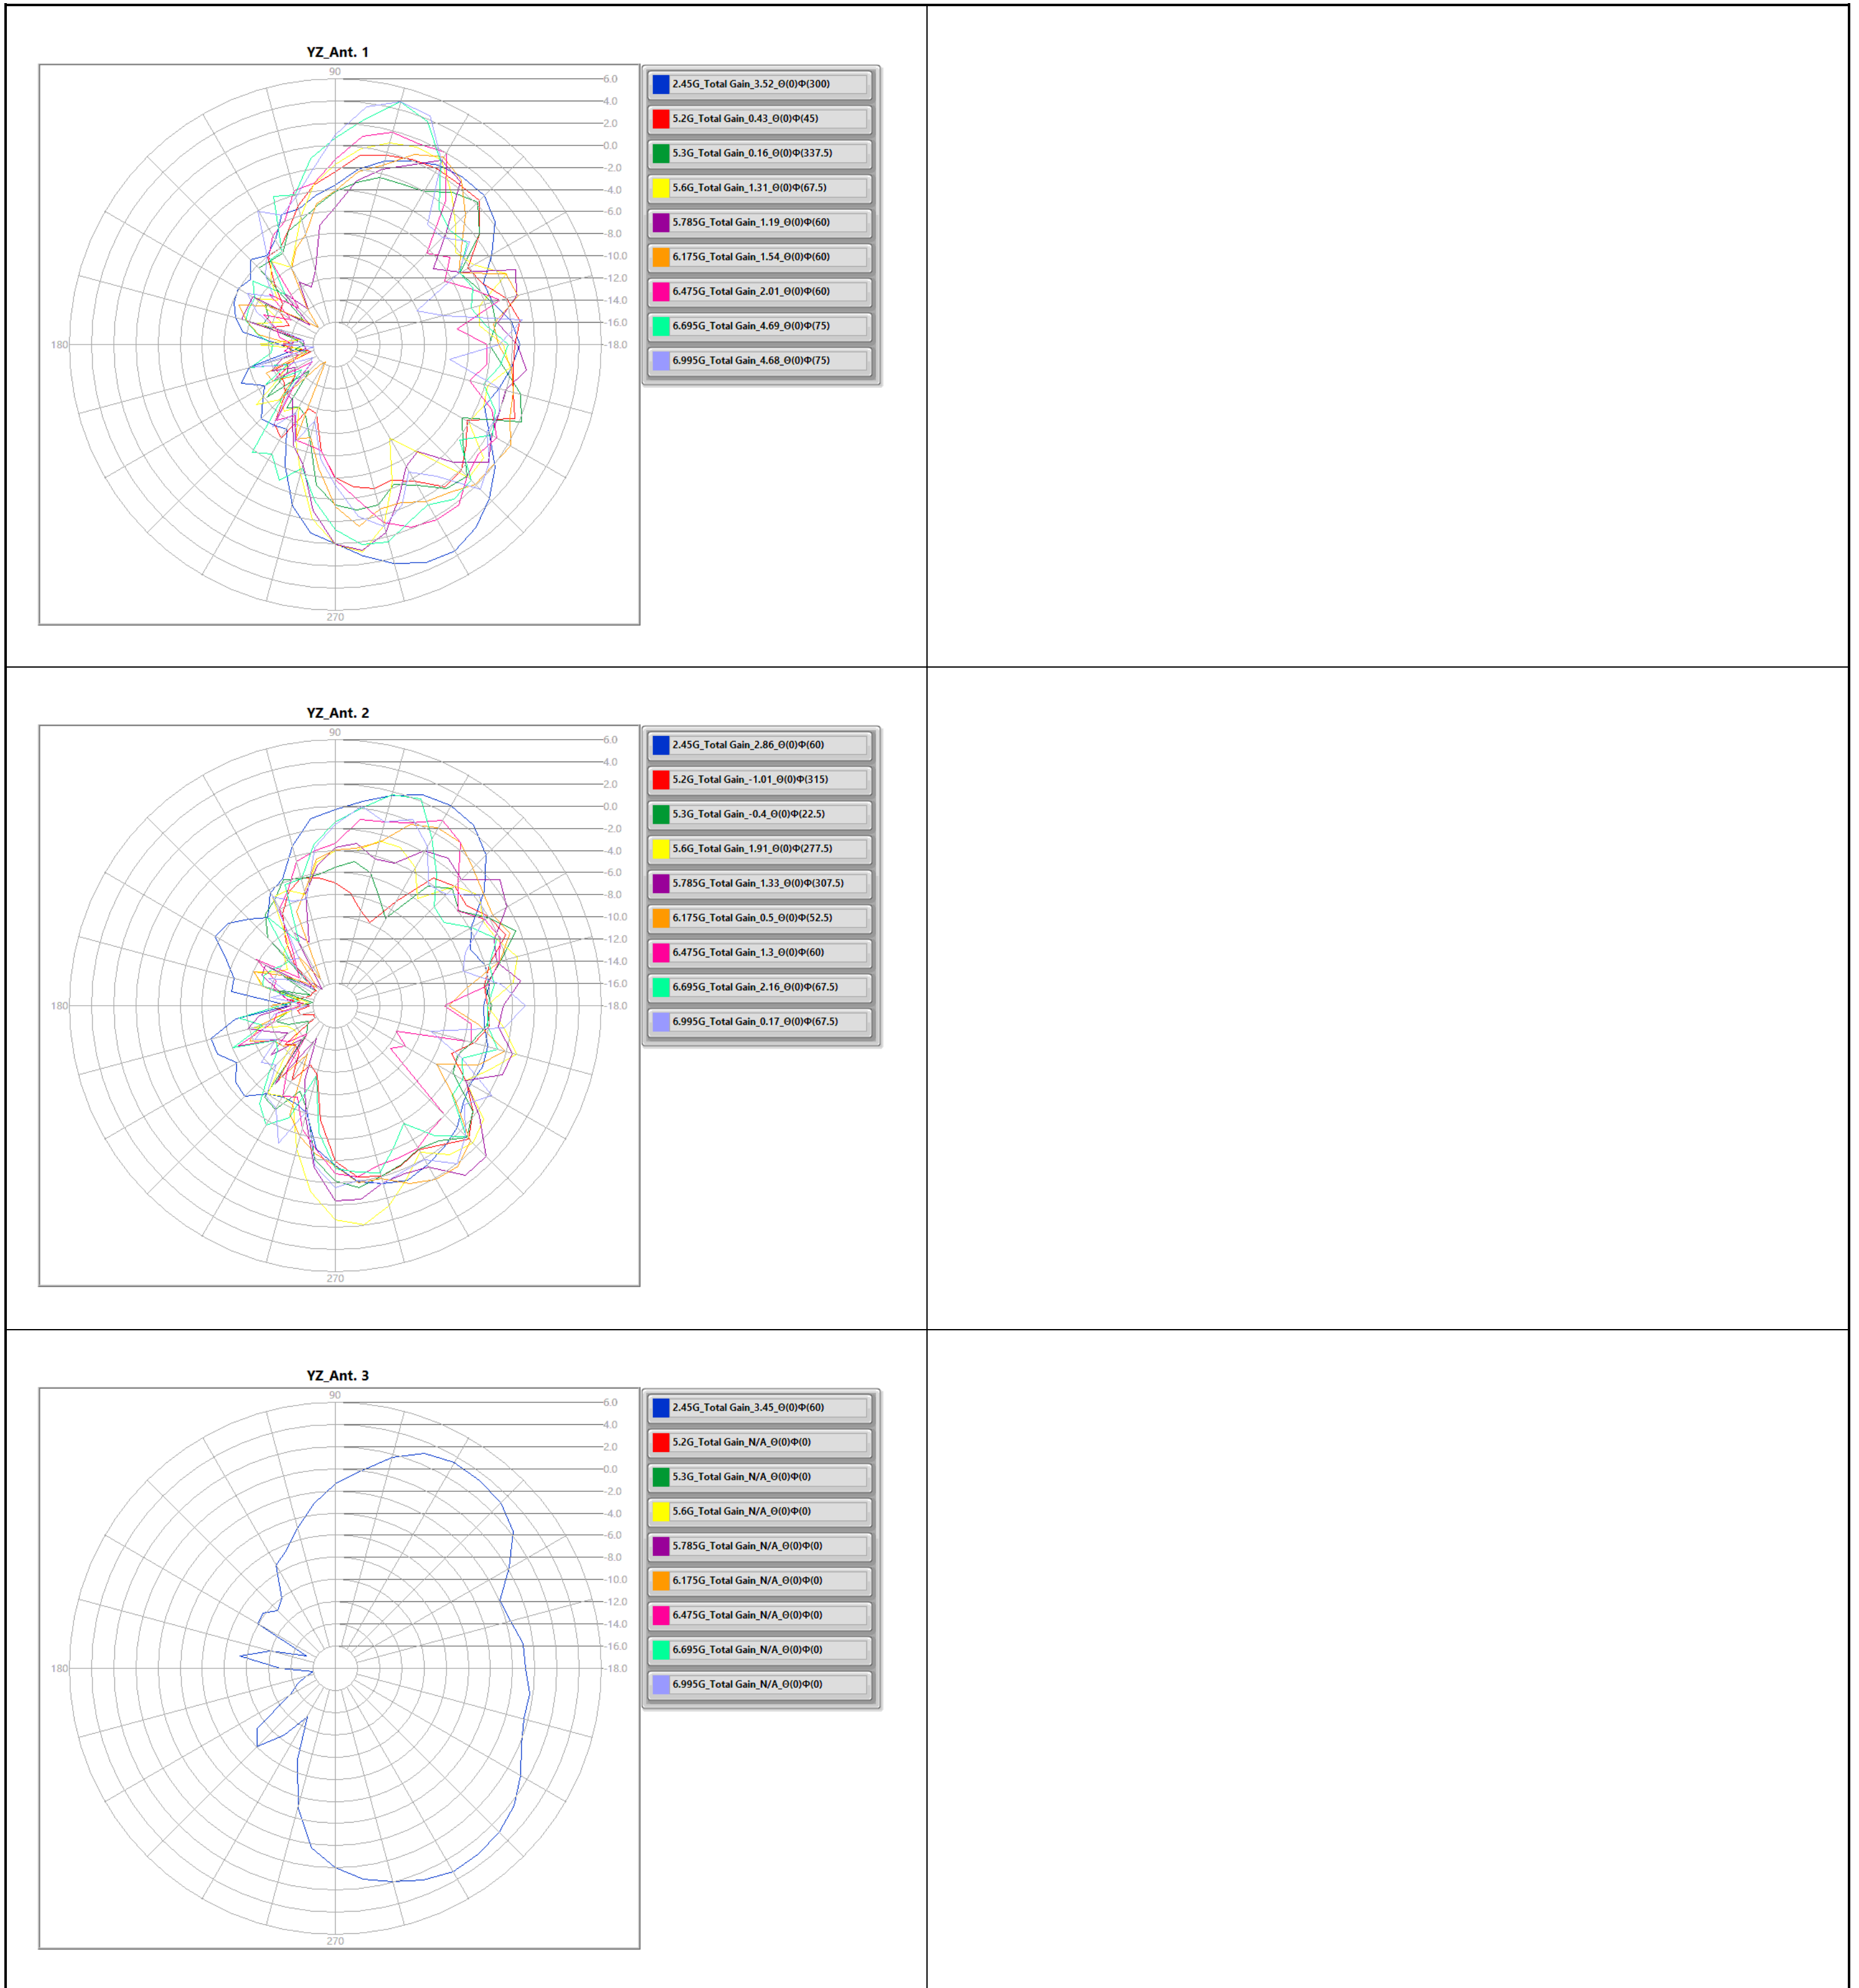 YZ_Ant. 1
90
6.0
4.0
2.0
0.0
-2.0
-4.0
-6.0
-8.0
-10.0
-12.0
-14.0
-16.0
180
-18.0
270
2.45G_Total Gain_3.52_Θ(0)Φ(300)
5.2G_Total Gain_0.43_Θ(0)Φ(45)
5.3G_Total Gain_0.16_Θ(0)Φ(337.5)
5.6G_Total Gain_1.31_Θ(0)Φ(67.5)
5.785G_Total Gain_1.19_Θ(0)Φ(60)
6.175G_Total Gain_1.54_Θ(0)Φ(60)
6.475G_Total Gain_2.01_Θ(0)Φ(60)
6.695G_Total Gain_4.69_Θ(0)Φ(75)
6.995G_Total Gain_4.68_Θ(0)Φ(75)
YZ_Ant. 2
90
6.0
4.0
2.0
0.0
-2.0
-4.0
-6.0
-8.0
-10.0
-12.0
-14.0
-16.0
180
-18.0
270
2.45G_Total Gain_2.86_Θ(0)Φ(60)
5.2G_Total Gain_-1.01_Θ(0)Φ(315)
5.3G_Total Gain_-0.4_Θ(0)Φ(22.5)
5.6G_Total Gain_1.91_Θ(0)Φ(277.5)
5.785G_Total Gain_1.33_Θ(0)Φ(307.5)
6.175G_Total Gain_0.5_Θ(0)Φ(52.5)
6.475G_Total Gain_1.3_Θ(0)Φ(60)
6.695G_Total Gain_2.16_Θ(0)Φ(67.5)
6.995G_Total Gain_0.17_Θ(0)Φ(67.5)
YZ_Ant. 3
90
6.0
4.0
2.0
0.0
-2.0
-4.0
-6.0
-8.0
-10.0
-12.0
-14.0
-16.0
180
-18.0
270
2.45G_Total Gain_3.45_Θ(0)Φ(60)
5.2G_Total Gain_N/A_Θ(0)Φ(0)
5.3G_Total Gain_N/A_Θ(0)Φ(0)
5.6G_Total Gain_N/A_Θ(0)Φ(0)
5.785G_Total Gain_N/A_Θ(0)Φ(0)
6.175G_Total Gain_N/A_Θ(0)Φ(0)
6.475G_Total Gain_N/A_Θ(0)Φ(0)
6.695G_Total Gain_N/A_Θ(0)Φ(0)
6.995G_Total Gain_N/A_Θ(0)Φ(0)